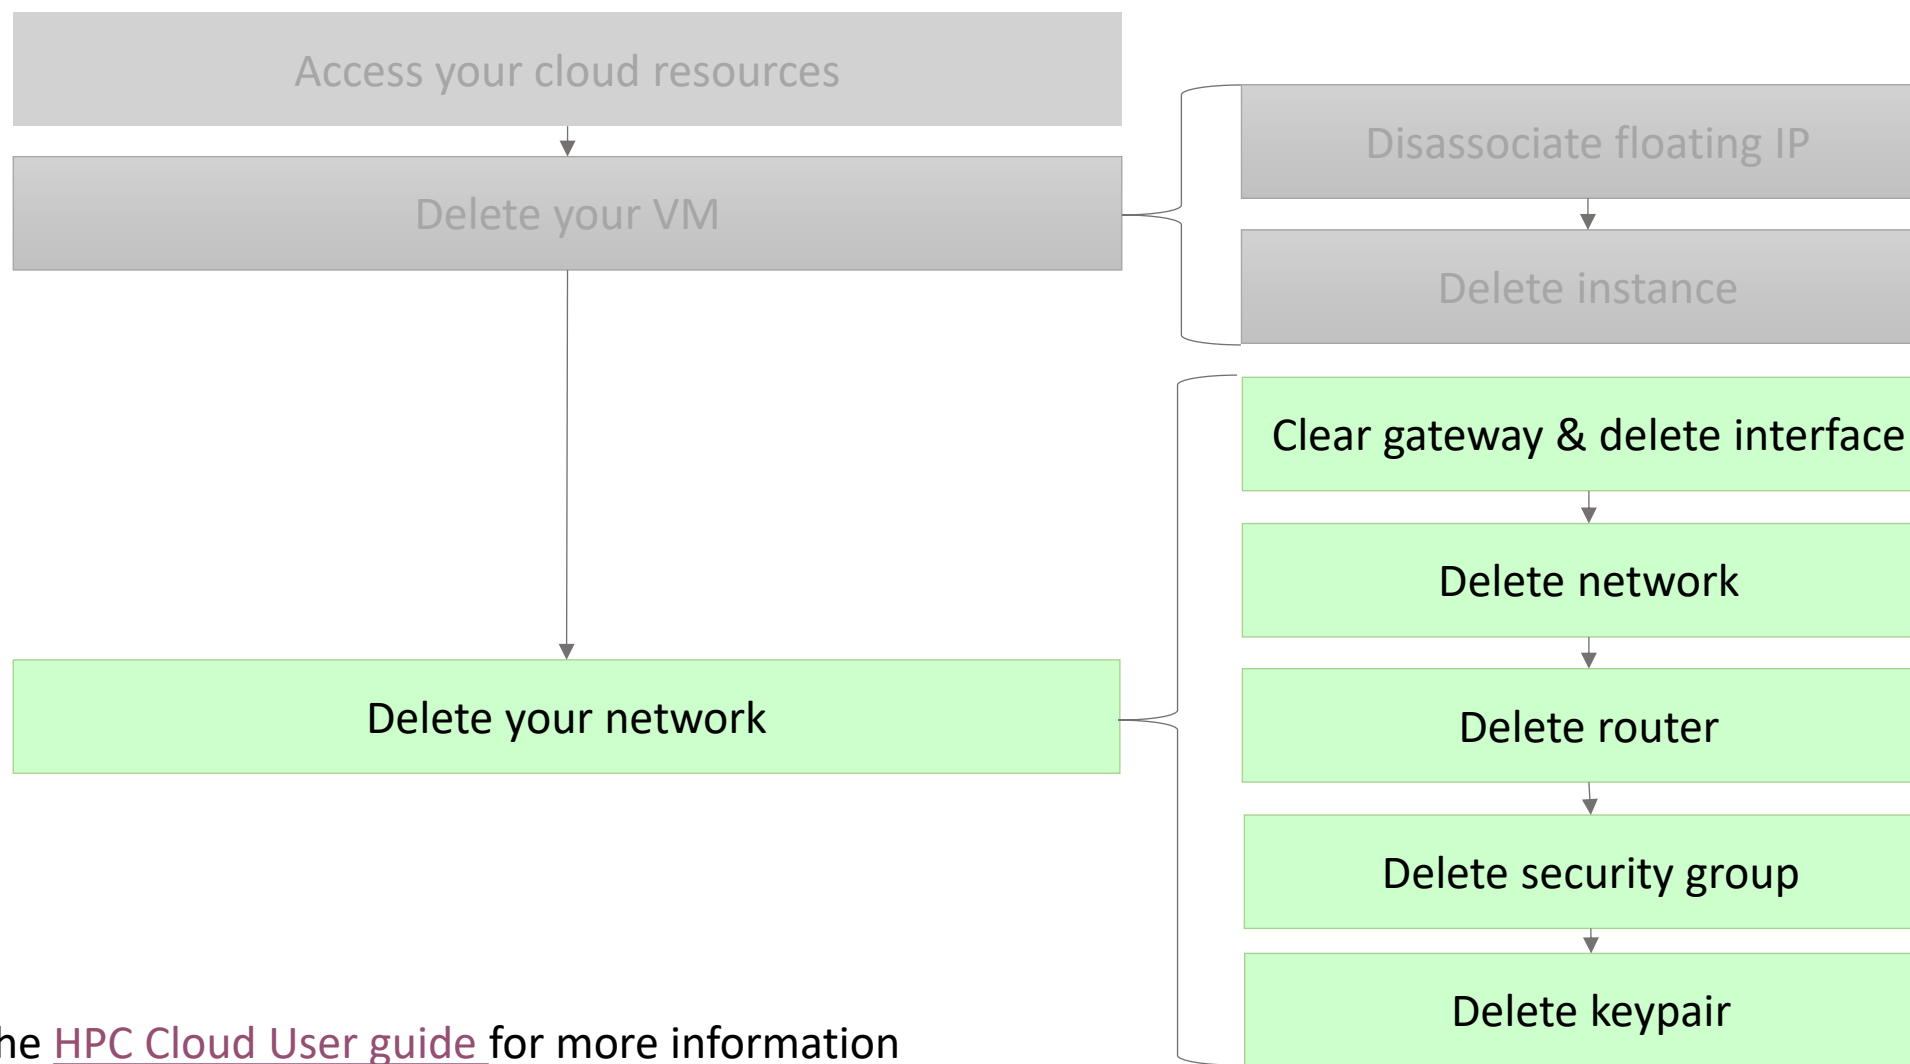 Access your cloud resources
Delete your VM
Disassociate floating IP
Delete instance
Delete your network
Clear gateway & delete interface
Delete network
Delete router
Delete security group
Delete keypair
HPC Cloud User guide for more information